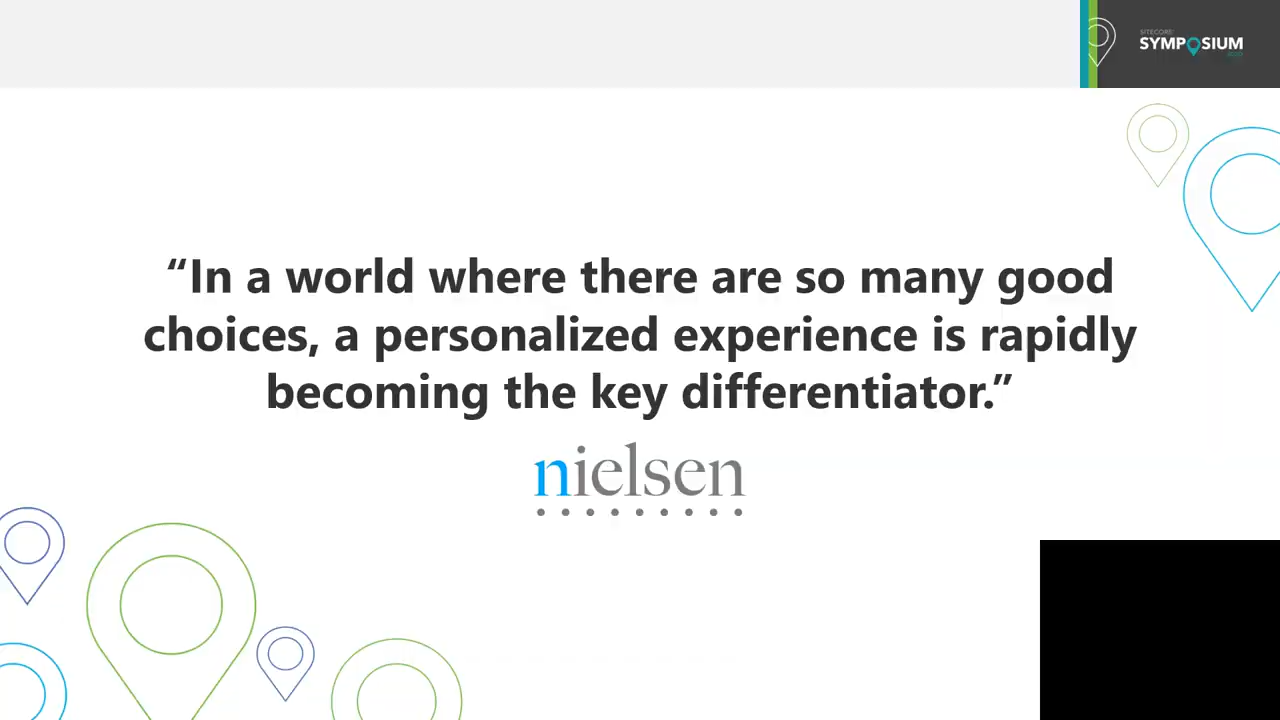 SITECORE
SYMPOSIUM
“In a world where there are so many good
choices, a personalized experience is rapidly
becoming the key differentiator.”
nielsen